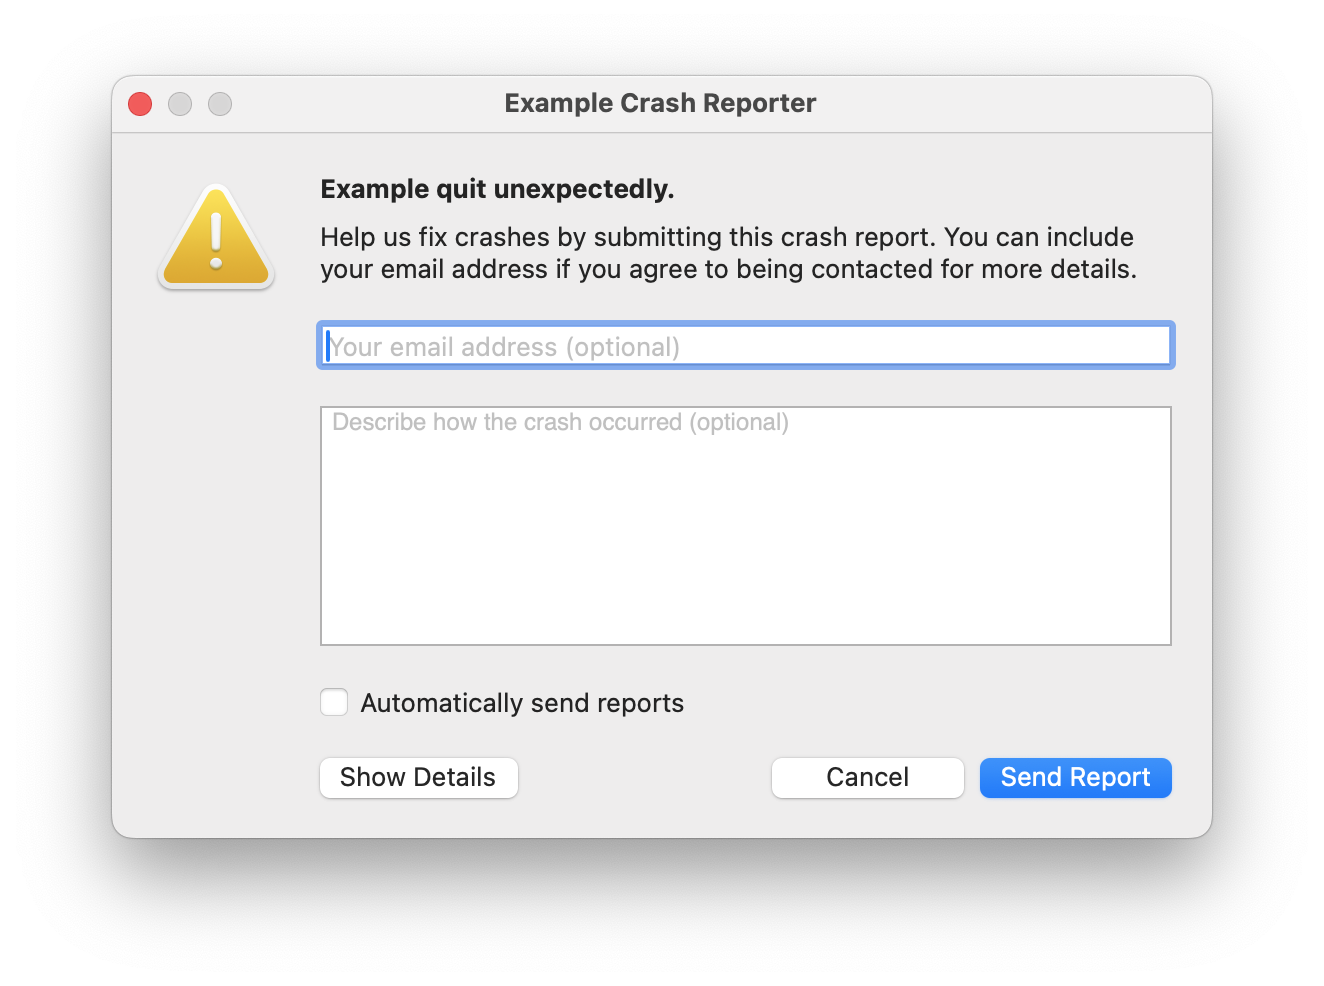 Example Crash Reporter
Example quit unexpectedly.
Help us fix crashes by submitting this crash report. You can include
your email address if you agree to being contacted for more details.
Your email address (optional)
Describe how the crash occurred (optional)
Automatically send reports
Show Details
Cancel
Send Report